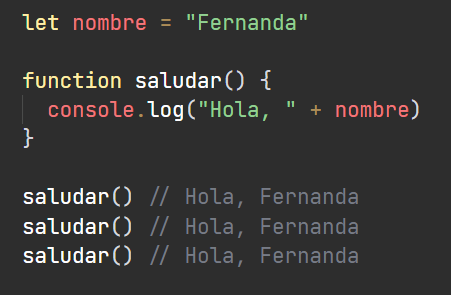 let nombre = "Fernanda"
function saludar() {
console.log("Hola, " + nombre)
}
saludar() // Hola, Fernanda
saludar() // Hola, Fernanda
saludar() // Hola, Fernanda